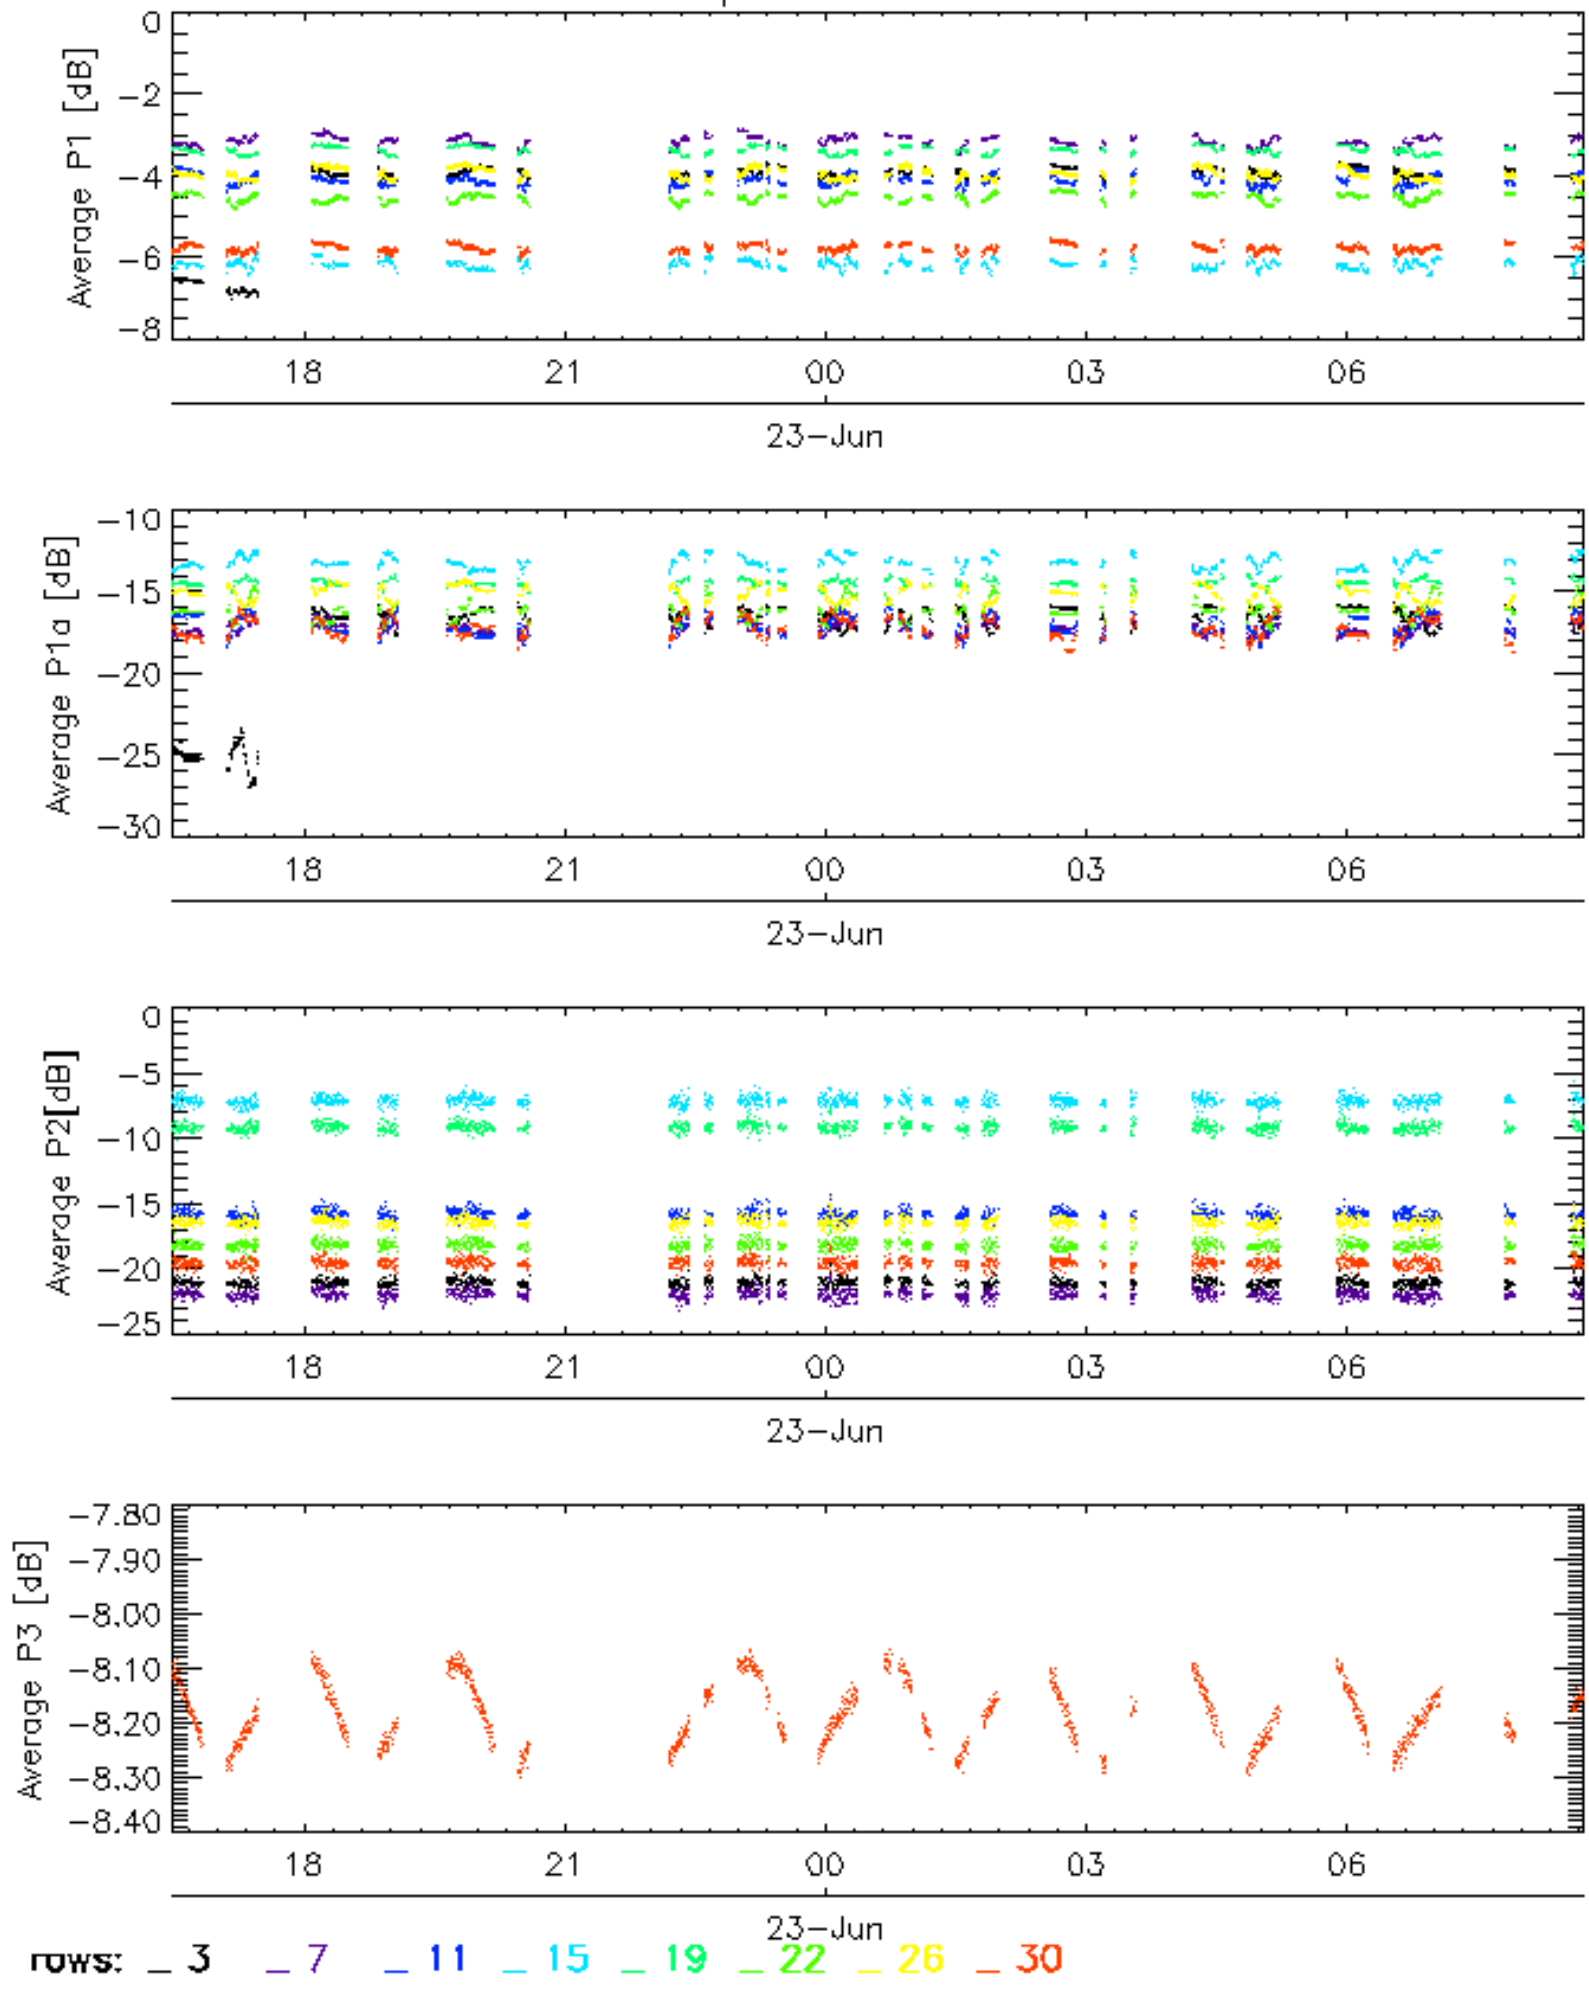 Average P1 [dB]
0
−2
−4
−6
−8
18 21 00 03 06
23−Jun
Average P1a [dB]
−10
−15
−20
−25
−30
18 21 00 03 06
23−Jun
Average P2[dB]
0
−5
−10
−15
−20
−25
18 21 00 03 06
23−Jun
Average P3 [dB]
−7.80
−7.90
−8.00
−8.10
−8.20
−8.30
−8.40
18 21 00 03 06
23−Jun
rows: _ 3 _ 7 _ 11 _ 15 _ 19 _ 22 _ 26 _ 30